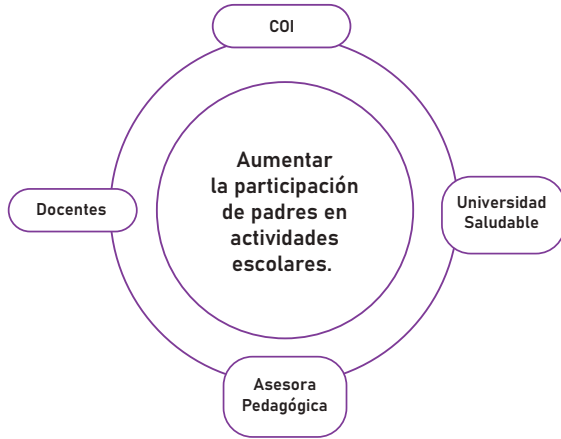 COI
Aumentar
la participación
de padres en
actividades
escolares.
Docentes
Universidad
Saludable
Asesora
Pedagógica